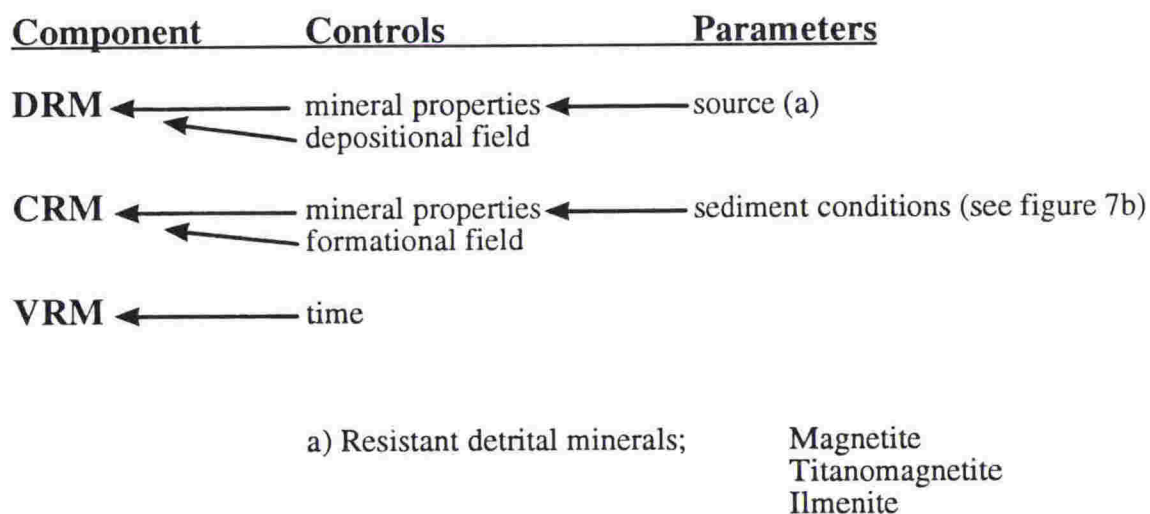 Component Controls Parameters
DRM mineral properties source (a)
depositional field
CRM mineral properties sediment conditions (see figure 7b)
formational field
VRM time
a) Resistant detrital minerals; Magnetite
Titanomagnetite
Ilmenite